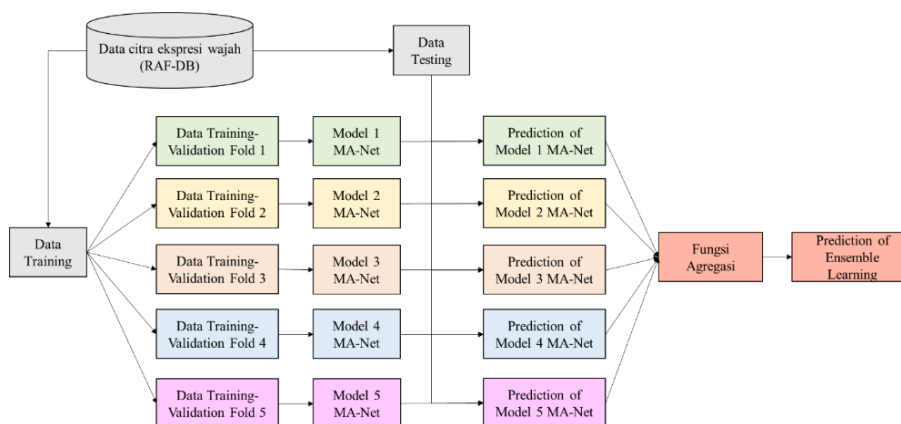 Data citra ekspresi wajah
(RAF-DB)
Data
Testing
Data Training-
Validation Fold 1
Model 1
MA-Net
Prediction of
Model 1 MA-Net
Data Training-
Validation Fold 2
Model 2
MA-Net
Prediction of
Model 2 MA-Net
Data
Training
Data Training-
Validation Fold 3
Model 3
MA-Net
Prediction of
Model 3 MA-Net
Fungsi
Agregasi
Prediction of
Ensemble
Learning
Data Training-
Validation Fold 4
Model 4
MA-Net
Prediction of
Model 4 MA-Net
Data Training-
Validation Fold 5
Model 5
MA-Net
Prediction of
Model 5 MA-Net